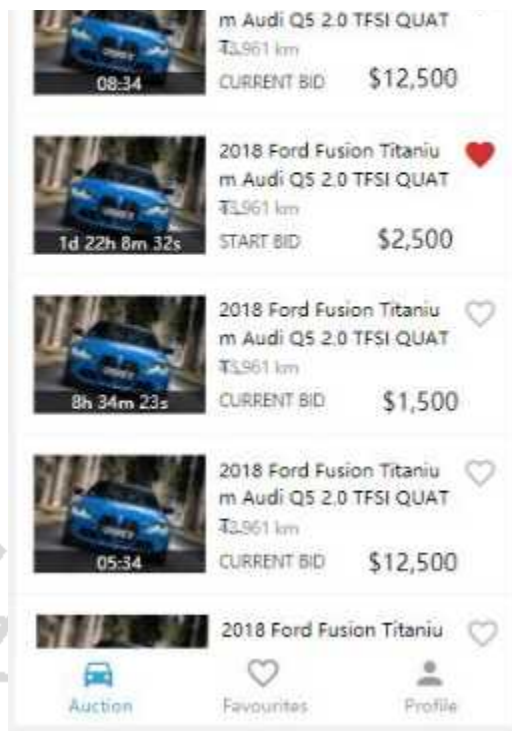 m Audi Q5 2.0 TFSI QUAT
T3,961 km
08:34
CURRENT BID
$12,500
2018 Ford Fusion Titaniu
m Audi Q5 2.0 TFSI QUAT
T3,961 km
1d 22h 8m 32s
START BID
$2,500
2018 Ford Fusion Titaniu
m Audi Q5 2.0 TFSI QUAT
T3,961 km
8h 34m 23s
CURRENT BID
$1,500
2018 Ford Fusion Titaniu
m Audi Q5 2.0 TFSI QUAT
T3,961 km
05:34
CURRENT BID
$12,500
2018 Ford Fusion Titaniu
Auction
Favourites
Profile